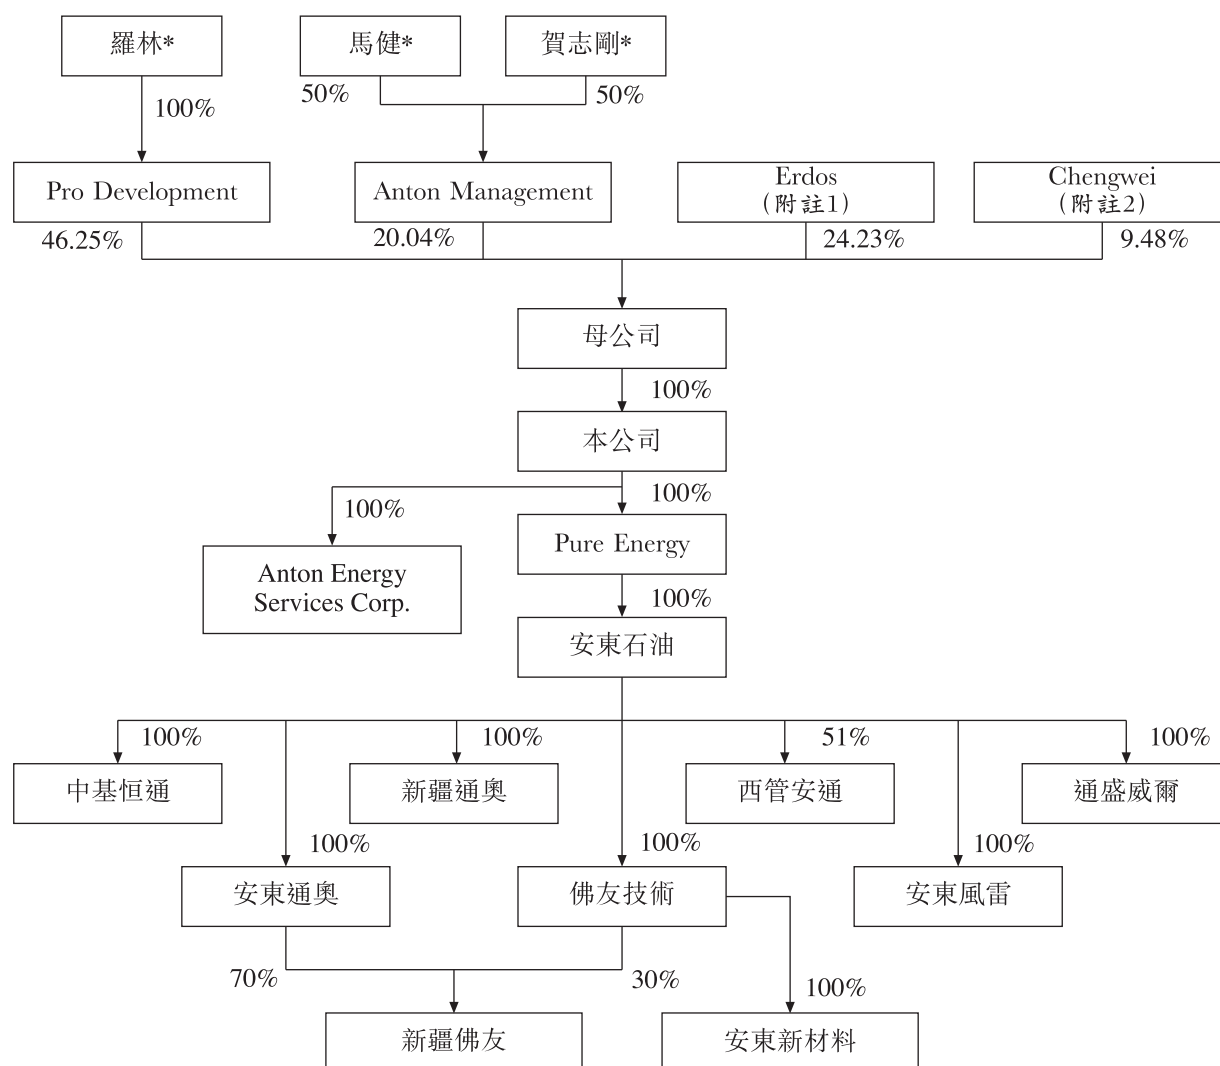 羅林*
馬健*
賀志剛*
100%
50%
50%
Pro Development
Anton Management
Erdos
(附註1)
Chengwei
(附註2)
46.25%
20.04%
24.23%
9.48%
母公司
100%
本公司
100%
100%
Pure Energy
Anton Energy
Services Corp.
100%
安東石油
100%
100%
51%
100%
中基恒通
新疆通奧
西管安通
通盛威爾
100%
100%
100%
安東通奧
佛友技術
安東風雷
70%
30%
100%
新疆佛友
安東新材料